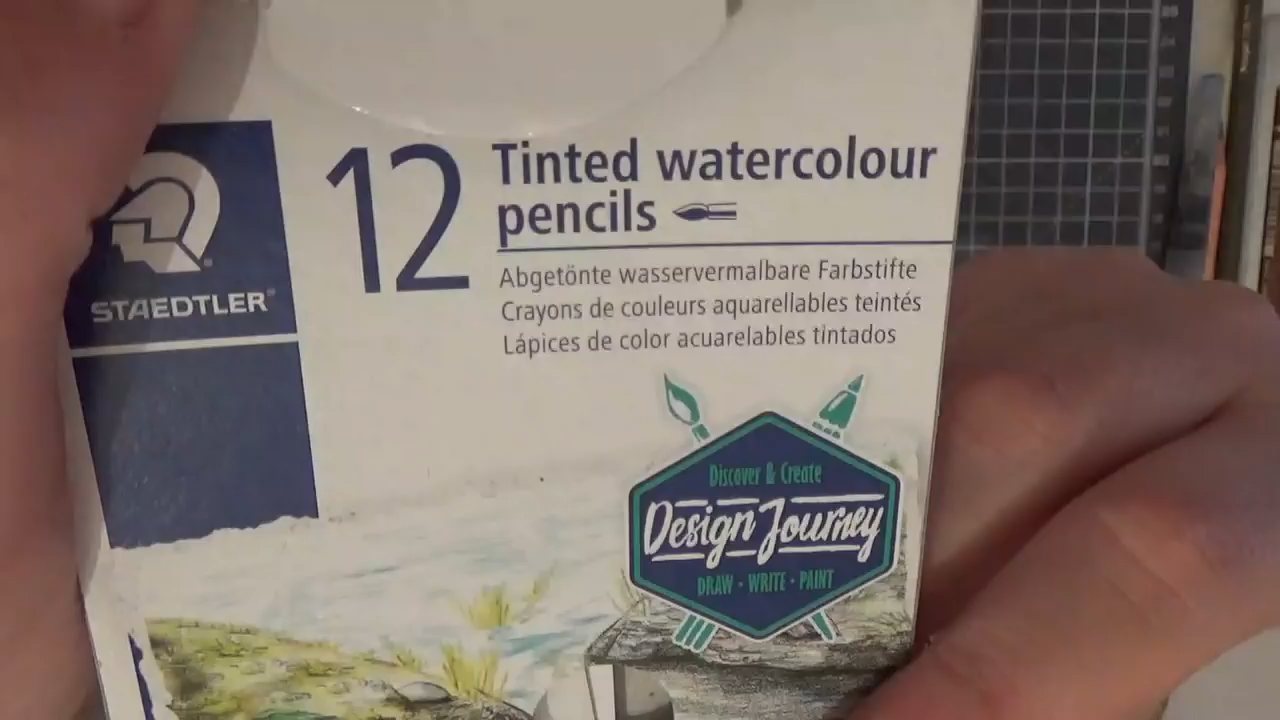 12
Tinted watercolour
pencils
STAEDTLER®
Abgetönte wasservermalbare Farbstifte
Crayons de couleurs aquarellables teintés
Lápices de color acuarelables tintados
Discover & Create
Design Journey
DRAW · WRITE · PAINT